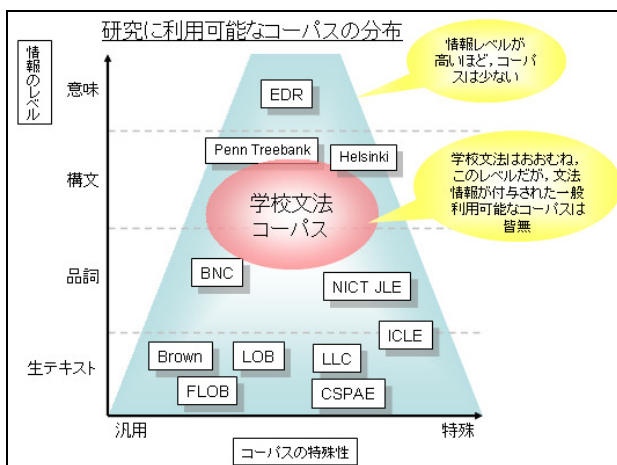 研究に利用可能なコーパスの分布
情報のレベル
情報レベルが
高いほど,コーパ
スは少ない
意味
EDR
Penn Treebank
Helsinki
構文
学校文法
コーパス
学校文法はおおむね,
このレベルだが,文法
情報が付与された一般
利用可能なコーパスは
皆無
品詞
BNC
NICT JLE
ICLE
生テキスト
Brown
LOB
LLC
FLOB
CSPAE
汎用
特殊
コーパスの特殊性